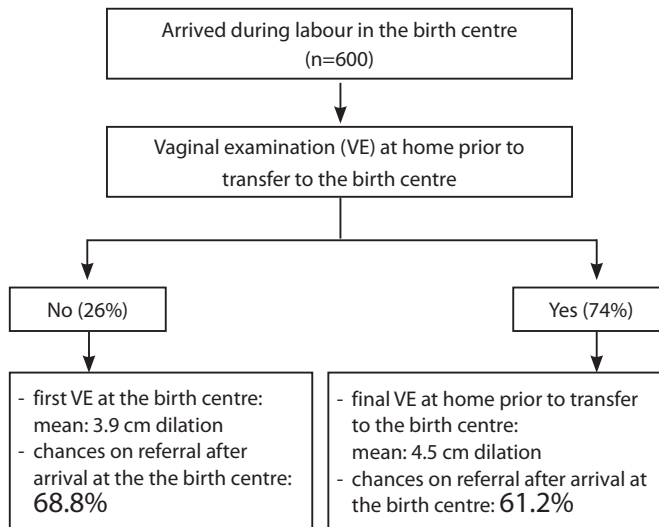 Arrived during labour in the birth centre
(n=600)
Vaginal examination (VE) at home prior to
transfer to the birth centre
No (26%)
Yes (74%)
- first VE at the birth centre:
mean: 3.9 cm dilation
- chances on referral after
arrival at the the birth centre:
68.8%
- final VE at home prior to transfer
to the birth centre:
mean: 4.5 cm dilation
- chances on referral after arrival at
the birth centre: 61.2%